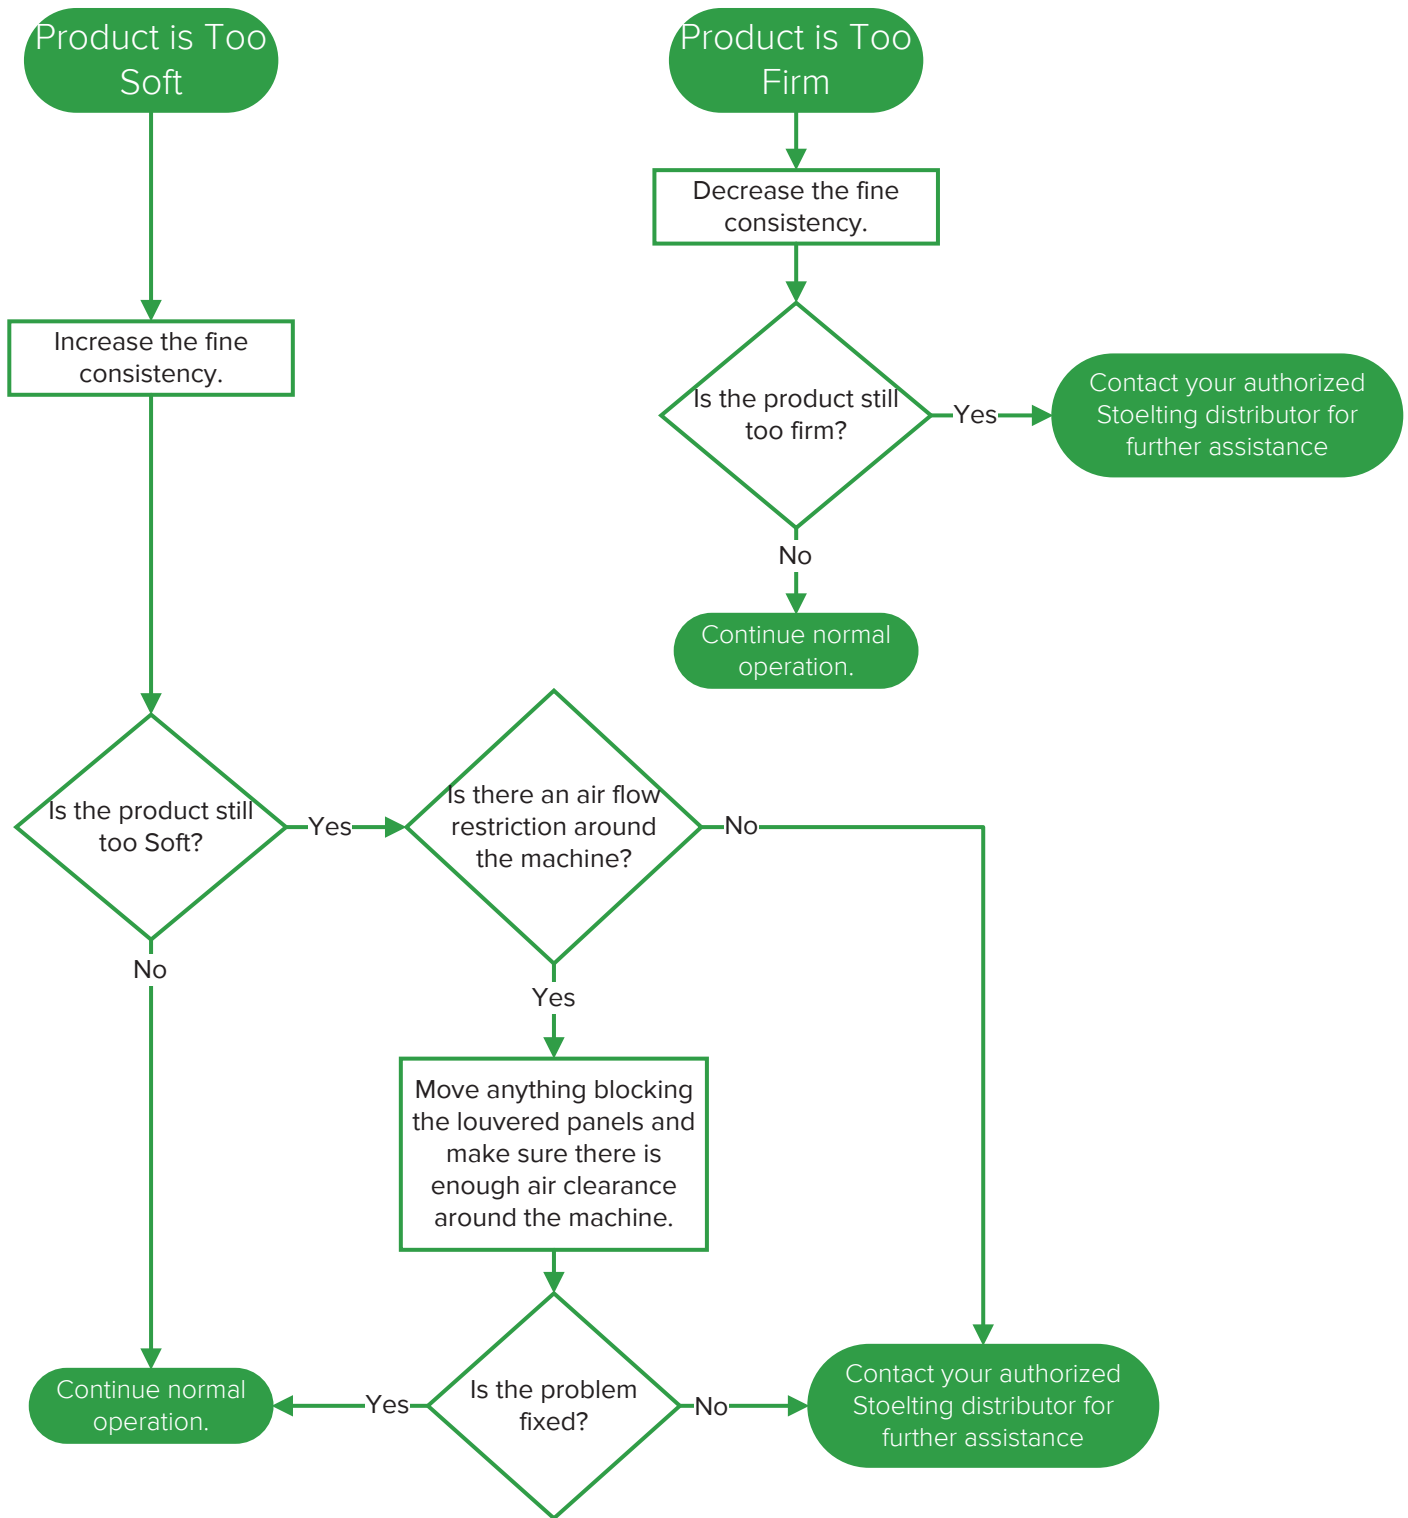 Product is Too
Soft
Product is Too
Firm
Decrease the fine
consistency.
Increase the fine
consistency.
Is the product still
too firm?
Yes
Contact your authorized
Stoelting distributor for
further assistance
No
Continue normal
operation.
Is the product still
too Soft?
Yes
Is there an air flow
restriction around
the machine?
No
No
Yes
Move anything blocking
the louvered panels and
make sure there is
enough air clearance
around the machine.
Continue normal
operation.
Yes
Is the problem
fixed?
No
Contact your authorized
Stoelting distributor for
further assistance